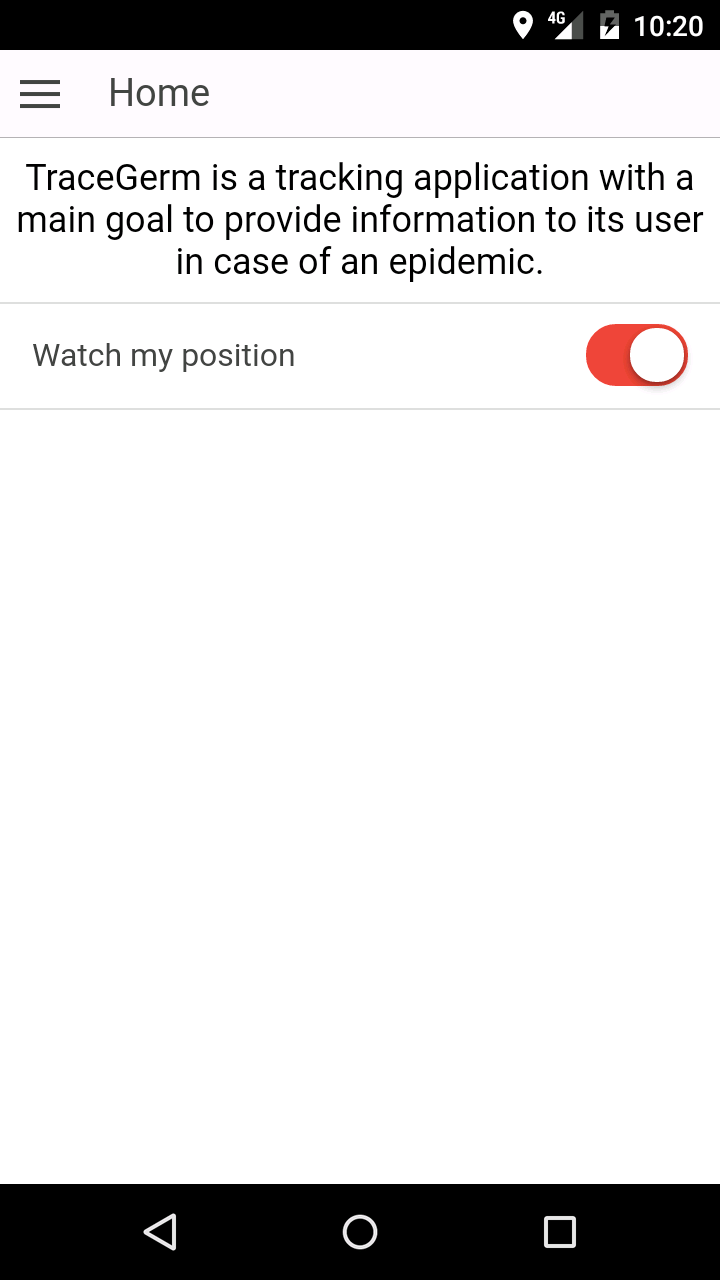 4G 10:20
Home
TraceGerm is a tracking application with a
main goal to provide information to its user
in case of an epidemic.
Watch my position